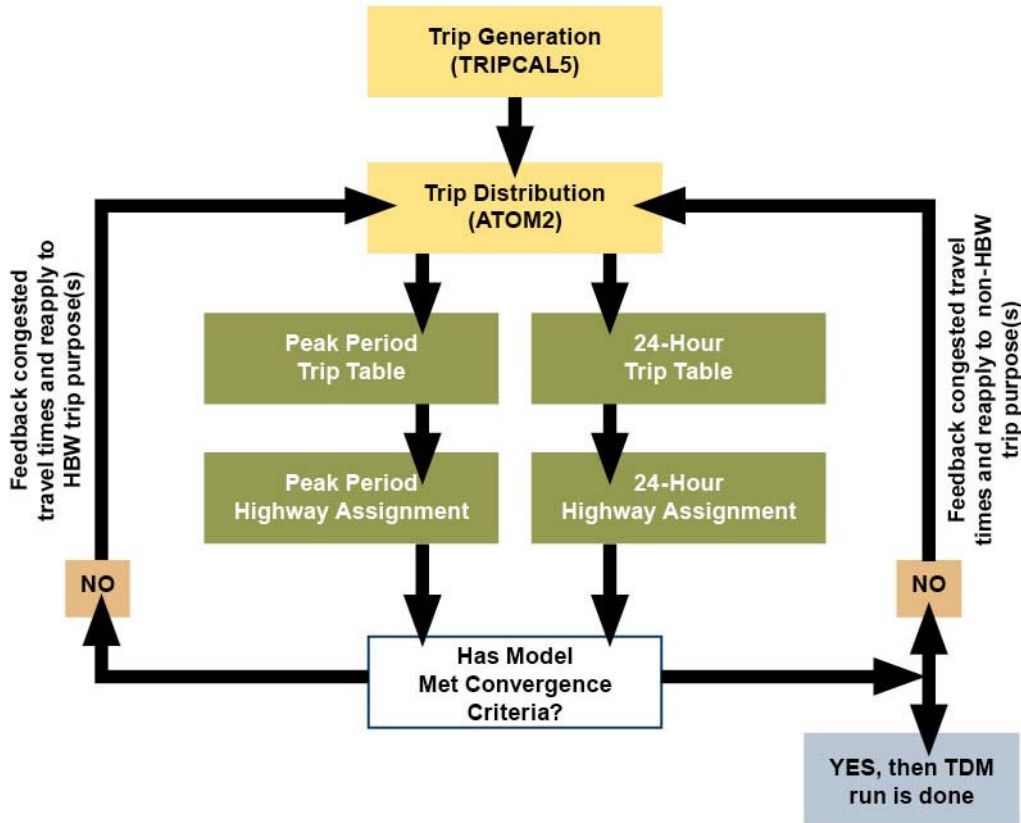 Trip Generation
(TRIPCAL5)
Trip Distribution
(ATOM2)
Feedback congested
travel times and reapply to
HBW trip purpose(s)
Peak Period
Trip Table
24-Hour
Trip Table
Feedback congested travel
times and reapply to non-HBW
trip purpose(s)
Peak Period
Highway Assignment
24-Hour
Highway Assignment
NO
NO
Has Model
Met Convergence
Criteria?
YES, then TDM
run is done